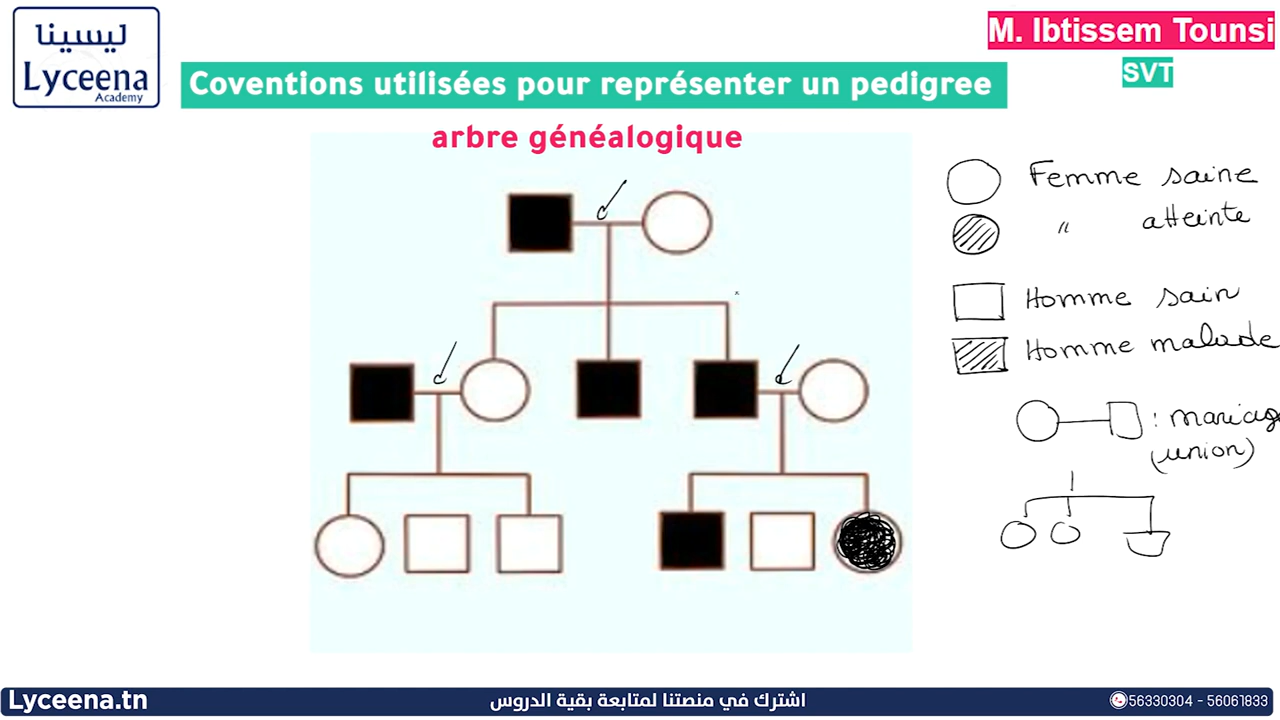 ليسينا
Lyceena
Academy
M. Ibtissem Tounsi
SVT
Coventions utilisées pour représenter un pedigree
arbre généalogique
Femme saine
" atteinte
Homme sain
Homme malade
: mariage
(union)
Lyceena.tn
اشترك في منصتنا لمتابعة بقية الدروس
56330304 - 56061833